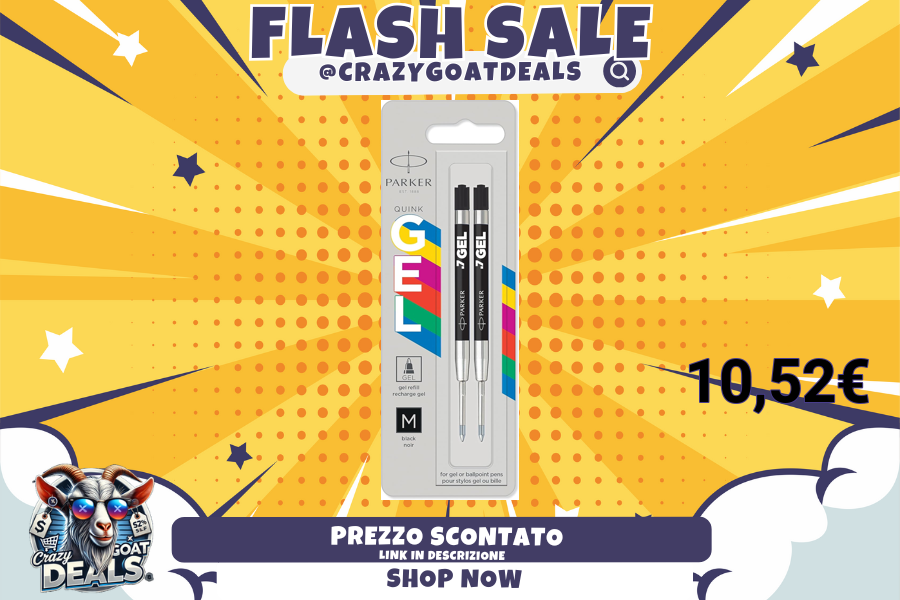 FLASH SALE
@CRAZYGOATDEALS
PARKER
QUINK
GEL
GEL
GEL
PARKER
PARKER
GEL
gel refill
recharge gel
M
black
noir
for gel or ballpoint pens
pour stylos gel ou bille
10,52€
$
52%
Crazy
GOAT
DEALS
PREZZO SCONTATO
LINK IN DESCRIZIONE
SHOP NOW